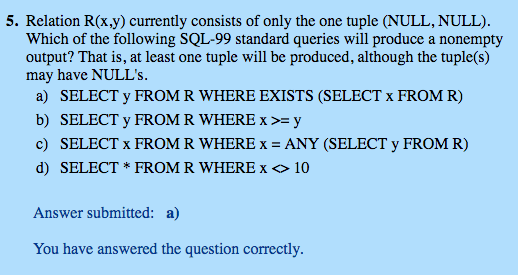 5. Relation R(x,y) currently consists of only the one tuple (NULL, NULL).
Which of the following SQL-99 standard queries will produce a nonempty
output? That is, at least one tuple will be produced, although the tuple(s)
may have NULL's.
a) SELECT y FROM R WHERE EXISTS (SELECT x FROM R)
b) SELECT y FROM R WHERE x >= y
c) SELECT x FROM R WHERE x = ANY (SELECT y FROM R)
d) SELECT * FROM R WHERE x <> 10
Answer submitted: a)
You have answered the question correctly.